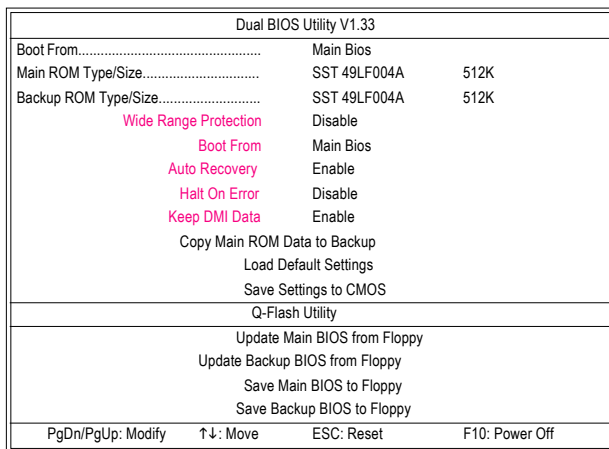 Dual BIOS Utility V1.33
Boot From................................................ Main Bios
Main ROM Type/Size............................... SST 49LF004A 512K
Backup ROM Type/Size........................... SST 49LF004A 512K
Wide Range Protection Disable
Boot From Main Bios
Auto Recovery Enable
Halt On Error Disable
Keep DMI Data Enable
Copy Main ROM Data to Backup
Load Default Settings
Save Settings to CMOS
Q-Flash Utility
Update Main BIOS from Floppy
Update Backup BIOS from Floppy
Save Main BIOS to Floppy
Save Backup BIOS to Floppy
PgDn/PgUp: Modify ↑↓: Move ESC: Reset F10: Power Off